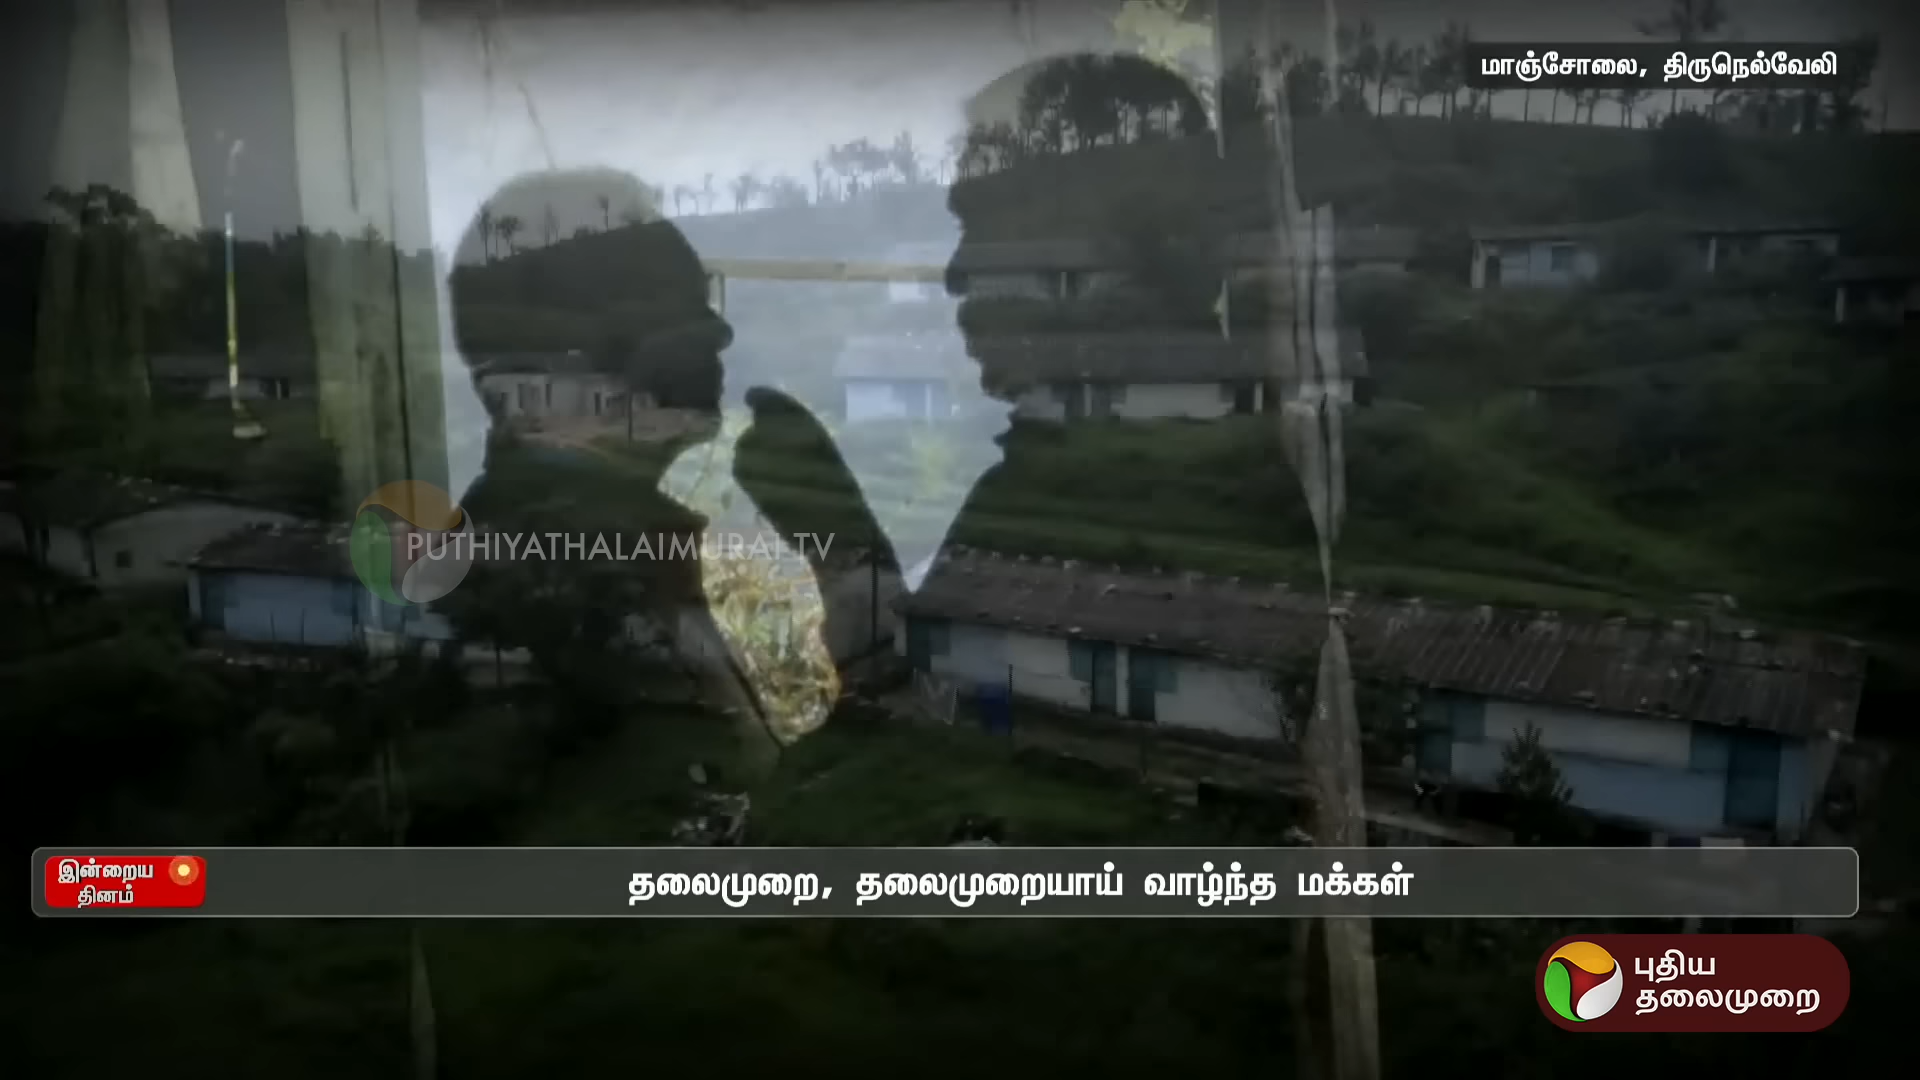 மாஞ்சோலை, திருநெல்வேலி
PUTHIYATHALAIMURAI TV
இன்றைய
தினம்
தலைமுறை, தலைமுறையாய் வாழ்ந்த மக்கள்
புதிய
தலைமுறை